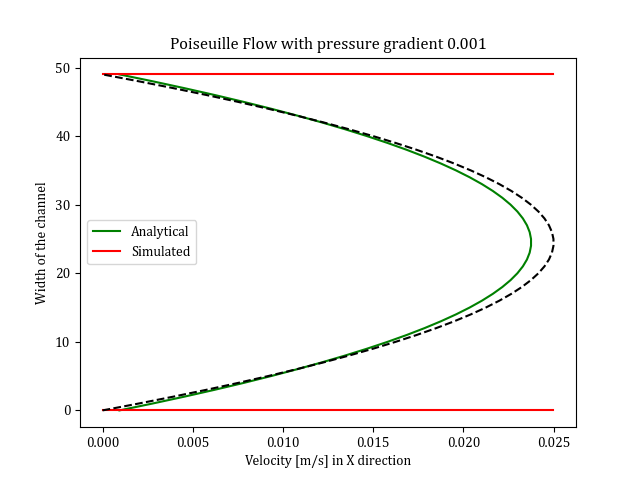 Poiseuille Flow with pressure gradient 0.001
50
40
30
20
10
0
Width of the channel
Analytical
Simulated
0.000 0.005 0.010 0.015 0.020 0.025
Velocity [m/s] in X direction